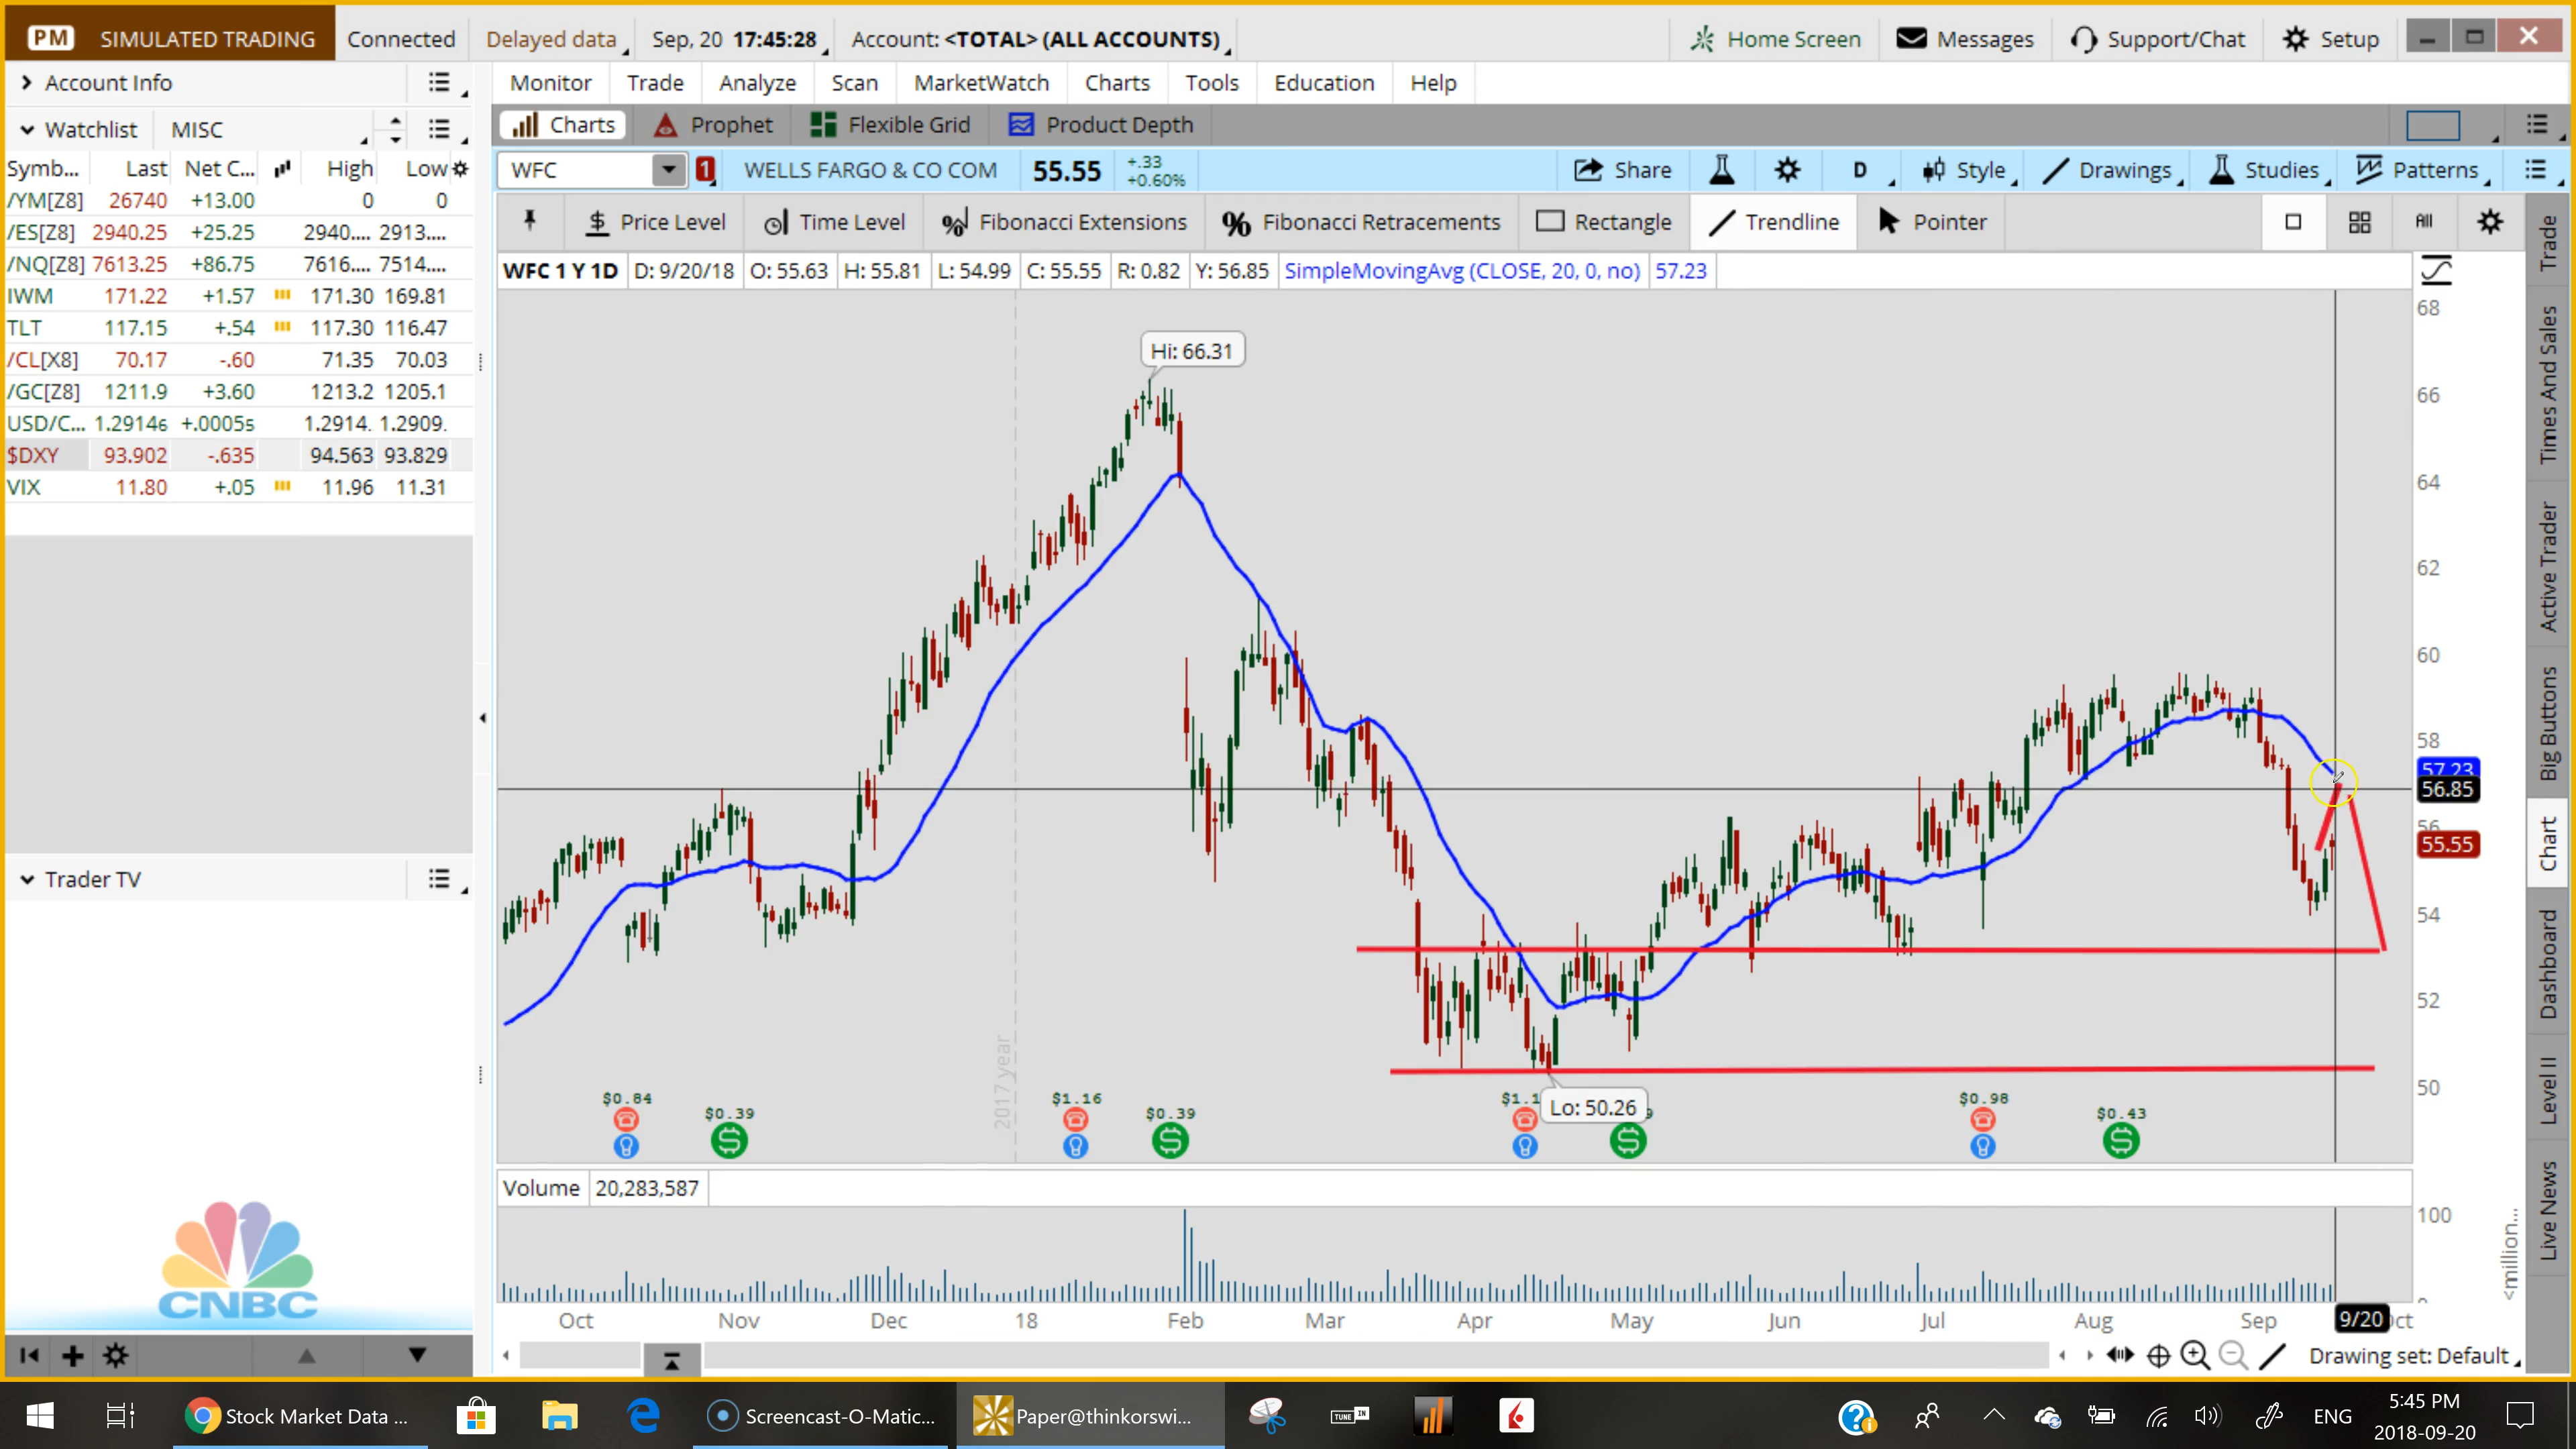 PM SIMULATED TRADING Connected Delayed data Sep, 20 17:45:28 Account: <TOTAL> (ALL ACCOUNTS) Home Screen Messages Support/Chat Setup
Account Info
Monitor Trade Analyze Scan MarketWatch Charts Tools Education Help
Watchlist MISC
Charts Prophet Flexible Grid Product Depth
Symb... Last Net C... High Low
WFC 1 WELLS FARGO & CO COM 55.55 +.33 +0.60% Share D Style Drawings Studies Patterns
/YM[Z8] 26740 +13.00 0 0
/ES[Z8] 2940.25 +25.25 2940.... 2913....
/NQ[Z8] 7613.25 +86.75 7616.... 7514....
IWM 171.22 +1.57 171.30 169.81
TLT 117.15 +.54 117.30 116.47
/CL[X8] 70.17 -.60 71.35 70.03
/GC[Z8] 1211.9 +3.60 1213.2 1205.1
USD/C... 1.29146 +.0005 1.2914. 1.2909.
$DXY 93.902 -.635 94.563 93.829
VIX 11.80 +.05 11.96 11.31
$ Price Level Time Level Fibonacci Extensions % Fibonacci Retracements Rectangle Trendline Pointer All
WFC 1 Y 1D D: 9/20/18 O: 55.63 H: 55.81 L: 54.99 C: 55.55 R: 0.82 Y: 56.85 SimpleMovingAvg (CLOSE, 20, 0, no) 57.23
Hi: 66.31
68
66
64
62
60
58
57.23
56.85
56
55.55
54
52
50
2017 year
$0.84
$0.39
$1.16
$0.39
$1.1
Lo: 50.26
9
$0.98
$0.43
Trader TV
CNBC
Volume 20,283,587
100
<million...
Oct Nov Dec 18 Feb Mar Apr May Jun Jul Aug Sep 9/20 ct
Drawing set: Default
Trade
Times And Sales
Active Trader
Big Buttons
Chart
Dashboard
Level II
Live News
Stock Market Data ...
Screencast-O-Matic...
Paper@thinkorswi...
TUNE IN
ENG
5:45 PM
2018-09-20